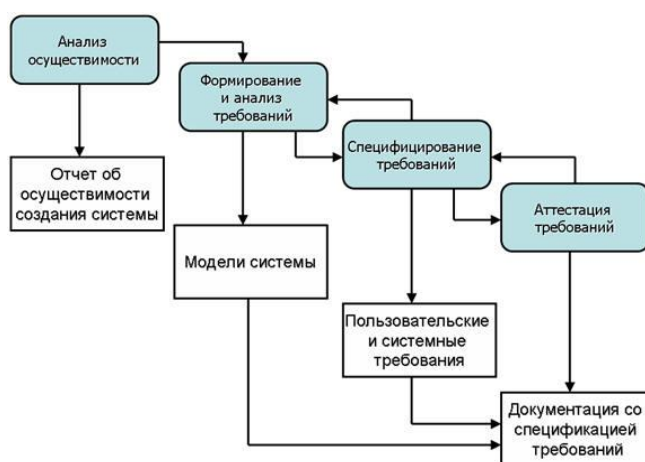 Анализ
осуществимости
Формирование
и анализ
требований
Специфицирование
требований
Отчет об
осуществимости
создания системы
Аттестация
требований
Модели системы
Пользовательские
и системные
требования
Документация со
спецификацией
требований